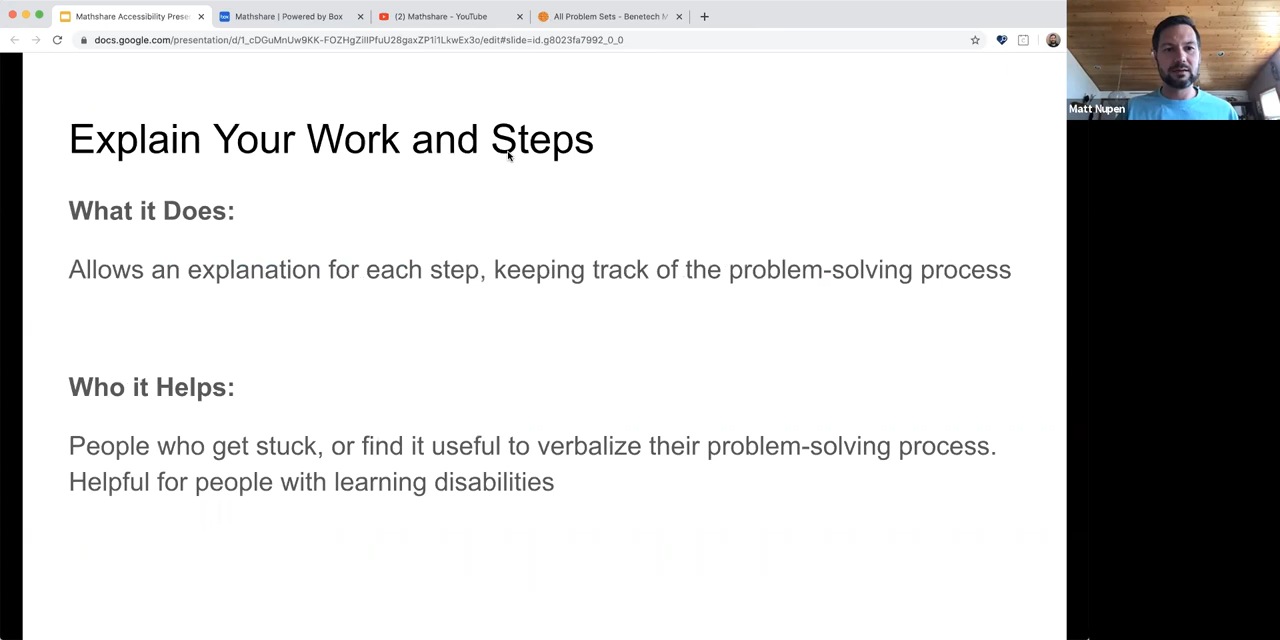 Mathshare Accessibility Prese
Mathshare | Powered by Box
(2) Mathshare - YouTube
All Problem Sets - Benetech M
docs.google.com/presentation/d/1_cDGuMnUw9KK-FOZHgZiIIPfuU28gaxZP1i1LkwEx3o/edit#slide=id.g8023fa7992_0_0
Matt Nupen
Explain Your Work and Steps
What it Does:
Allows an explanation for each step, keeping track of the problem-solving process
Who it Helps:
People who get stuck, or find it useful to verbalize their problem-solving process.
Helpful for people with learning disabilities